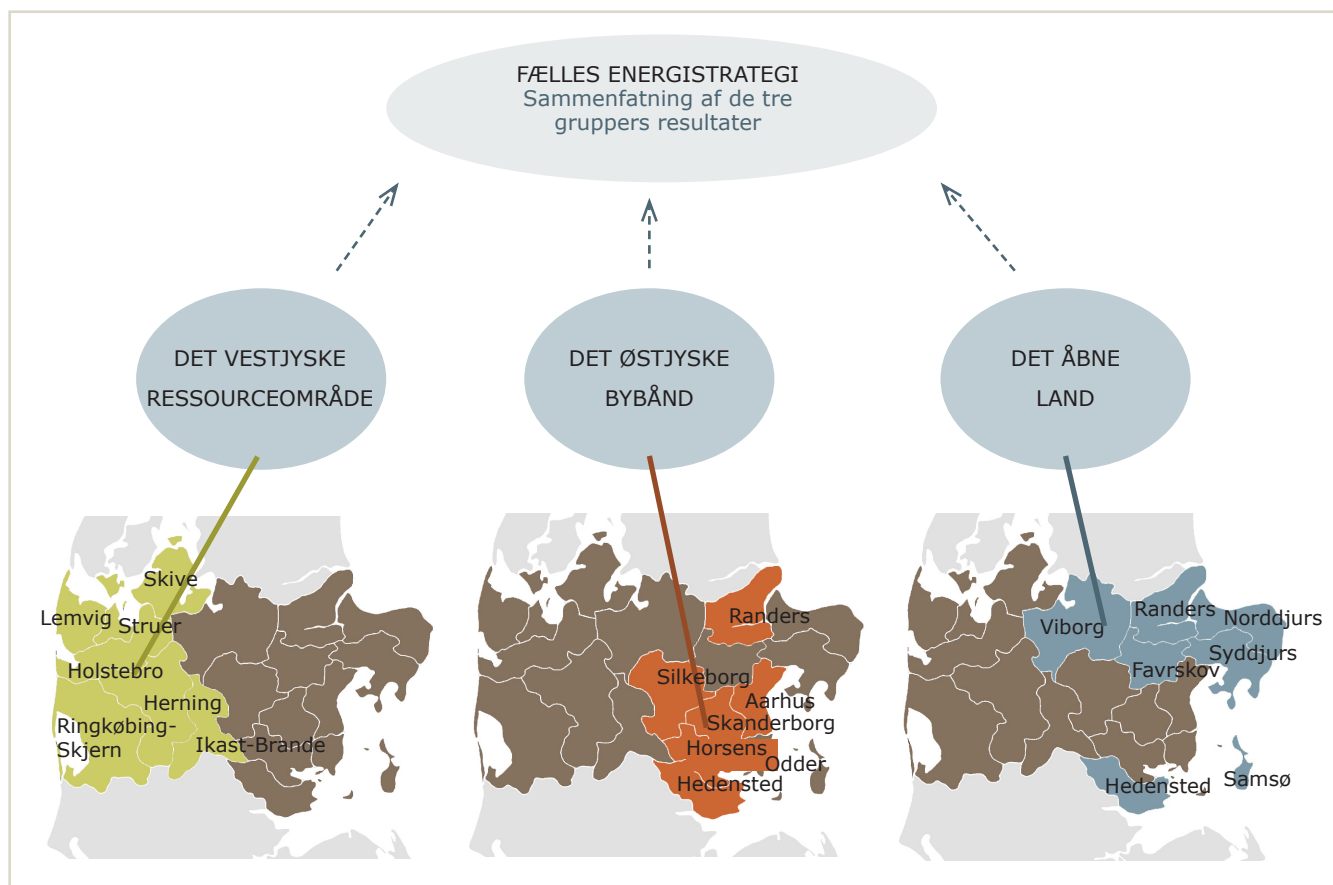 FÆLLES ENERGISTRATEGI
Sammenfatning af de tre
gruppers resultater
DET VESTJYSKE
RESSOURCEOMRÅDE
DET ØSTJYSKE
BYBÅND
DET ÅBNE
LAND
Skive
Lemvig
Struer
Holstebro
Herning
Ringkøbing-
Skjern
Ikast-Brande
Randers
Silkeborg
Aarhus
Skanderborg
Horsens
Odder
Hedensted
Randers
Norddjurs
Viborg
Syddjurs
Favrskov
Samsø
Hedensted